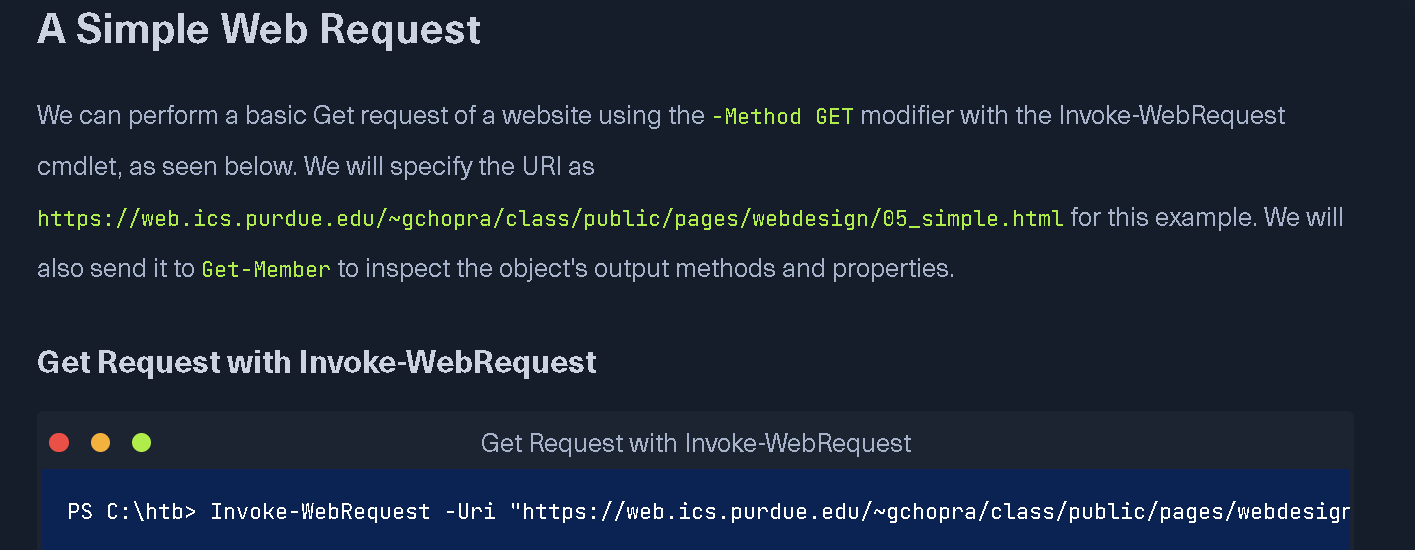 A Simple Web Request
We can perform a basic Get request of a website using the -Method GET modifier with the Invoke-WebRequest
cmdlet, as seen below. We will specify the URI as
https://web.ics.purdue.edu/~gchopra/class/public/pages/webdesign/05_simple.html for this example. We will
also send it to Get-Member to inspect the object's output methods and properties.
Get Request with Invoke-WebRequest
Get Request with Invoke-WebRequest
PS C:\htb> Invoke-WebRequest -Uri "https://web.ics.purdue.edu/~gchopra/class/public/pages/webdesign